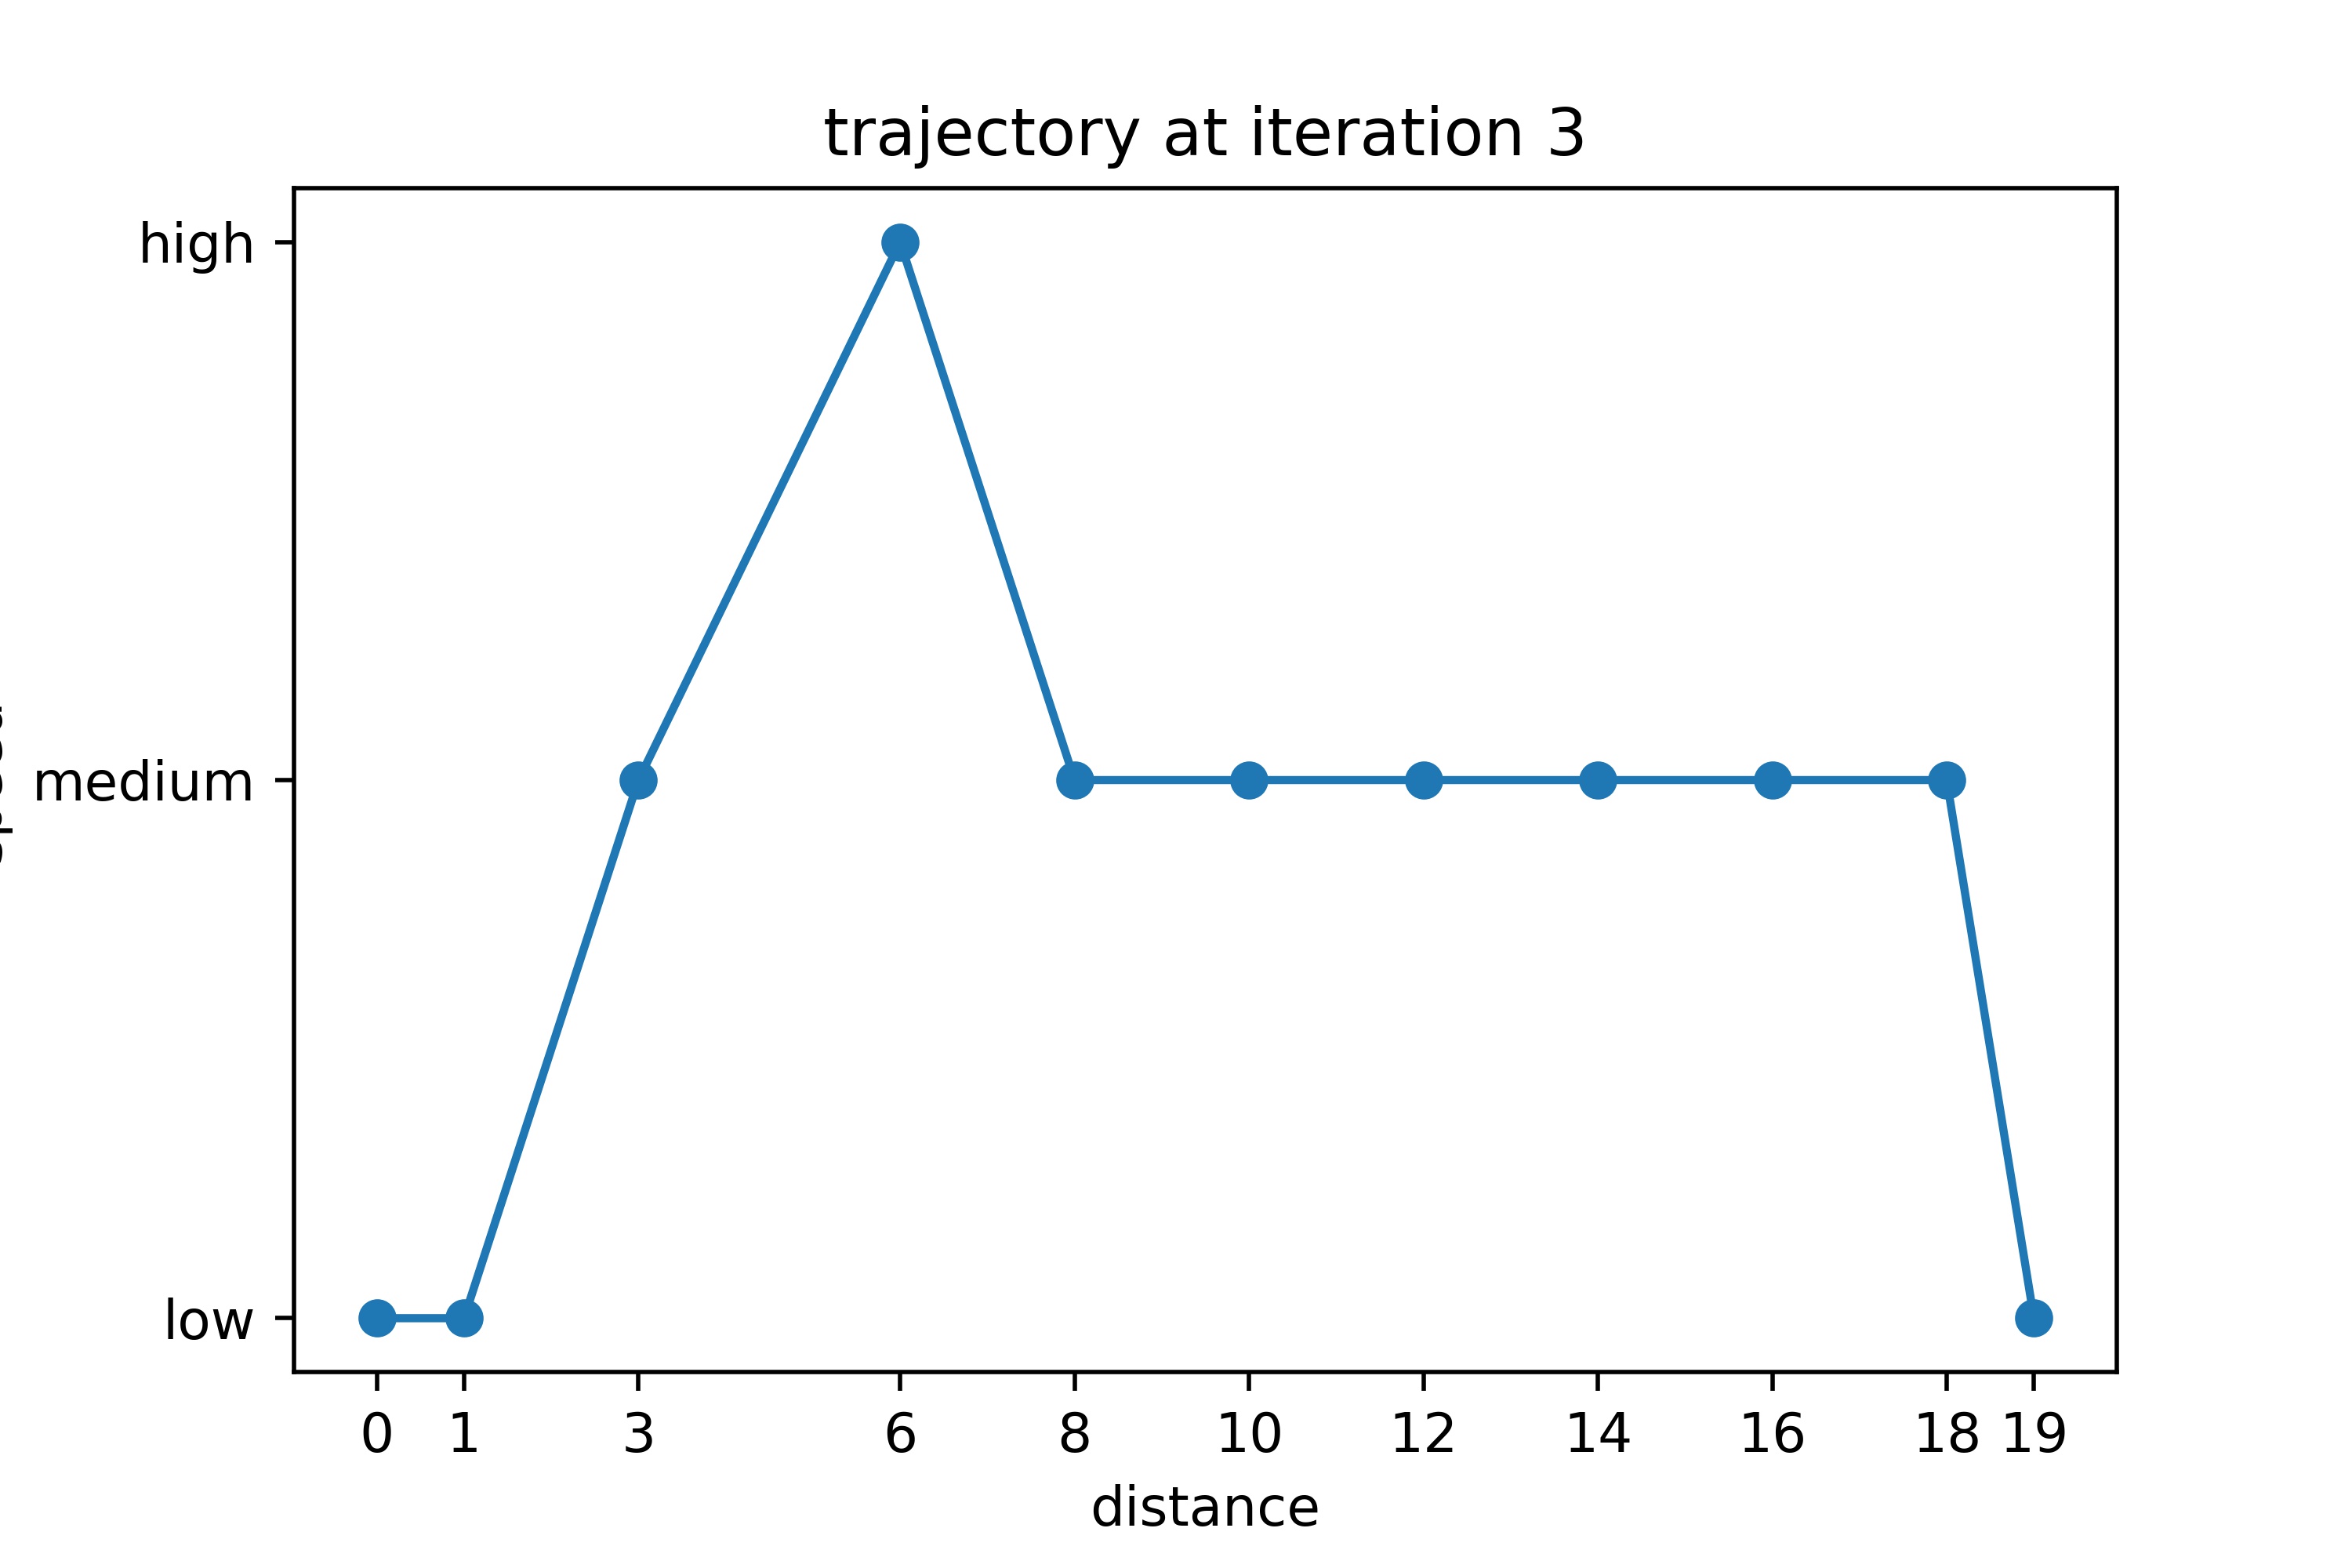 trajectory at iteration 3
high
medium
low
0 1 3 6 8 10 12 14 16 18 19
distance